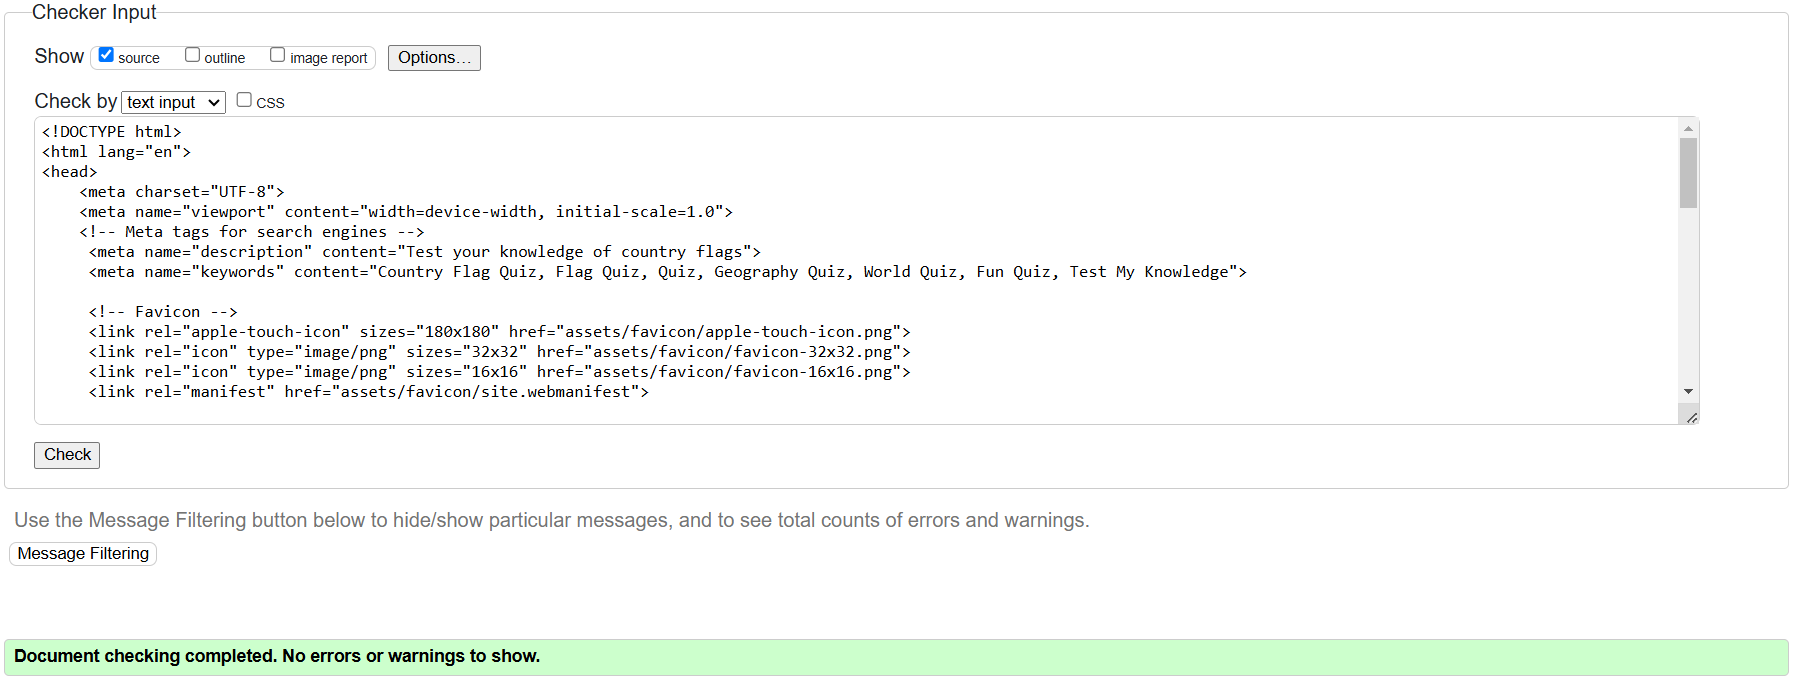 Checker Input
Show source outline image report Options...
Check by text input CSS
<!DOCTYPE html>
<html lang="en">
<head>
    <meta charset="UTF-8">
    <meta name="viewport" content="width=device-width, initial-scale=1.0">
    <!-- Meta tags for search engines -->
     <meta name="description" content="Test your knowledge of country flags">
     <meta name="keywords" content="Country Flag Quiz, Flag Quiz, Quiz, Geography Quiz, World Quiz, Fun Quiz, Test My Knowledge">

     <!-- Favicon -->
     <link rel="apple-touch-icon" sizes="180x180" href="assets/favicon/apple-touch-icon.png">
     <link rel="icon" type="image/png" sizes="32x32" href="assets/favicon/favicon-32x32.png">
     <link rel="icon" type="image/png" sizes="16x16" href="assets/favicon/favicon-16x16.png">
     <link rel="manifest" href="assets/favicon/site.webmanifest">
Check
Use the Message Filtering button below to hide/show particular messages, and to see total counts of errors and warnings.
Message Filtering
Document checking completed. No errors or warnings to show.